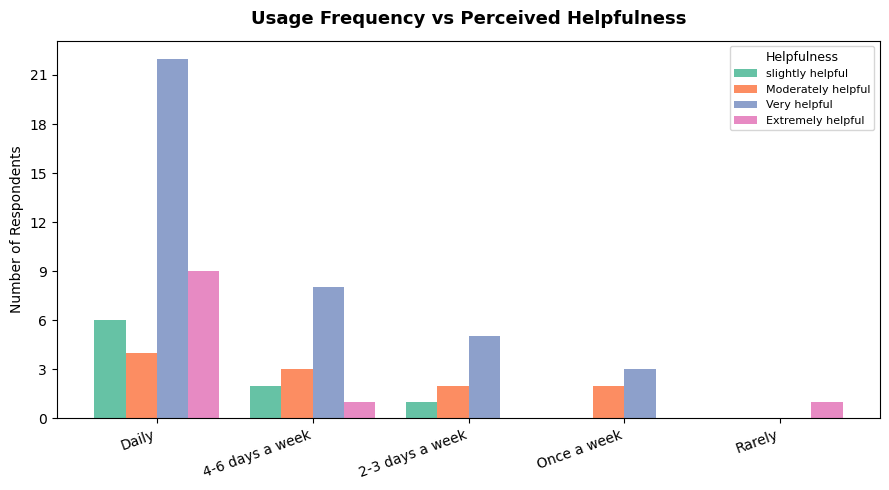 Usage Frequency vs Perceived Helpfulness
Helpfulness
slightly helpful
Moderately helpful
Very helpful
Extremely helpful
Number of Respondents
21
18
15
12
9
6
3
0
Daily
4-6 days a week
2-3 days a week
Once a week
Rarely